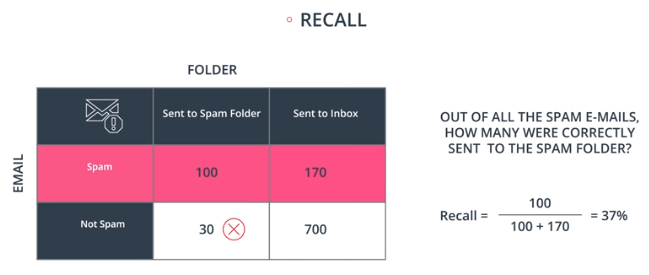 RECALL
FOLDER
EMAIL
Sent to Spam Folder
Sent to Inbox
Spam
100
170
Not Spam
30
700
OUT OF ALL THE SPAM E-MAILS,
HOW MANY WERE CORRECTLY
SENT TO THE SPAM FOLDER?
Recall = 100 / 100 + 170 = 37%